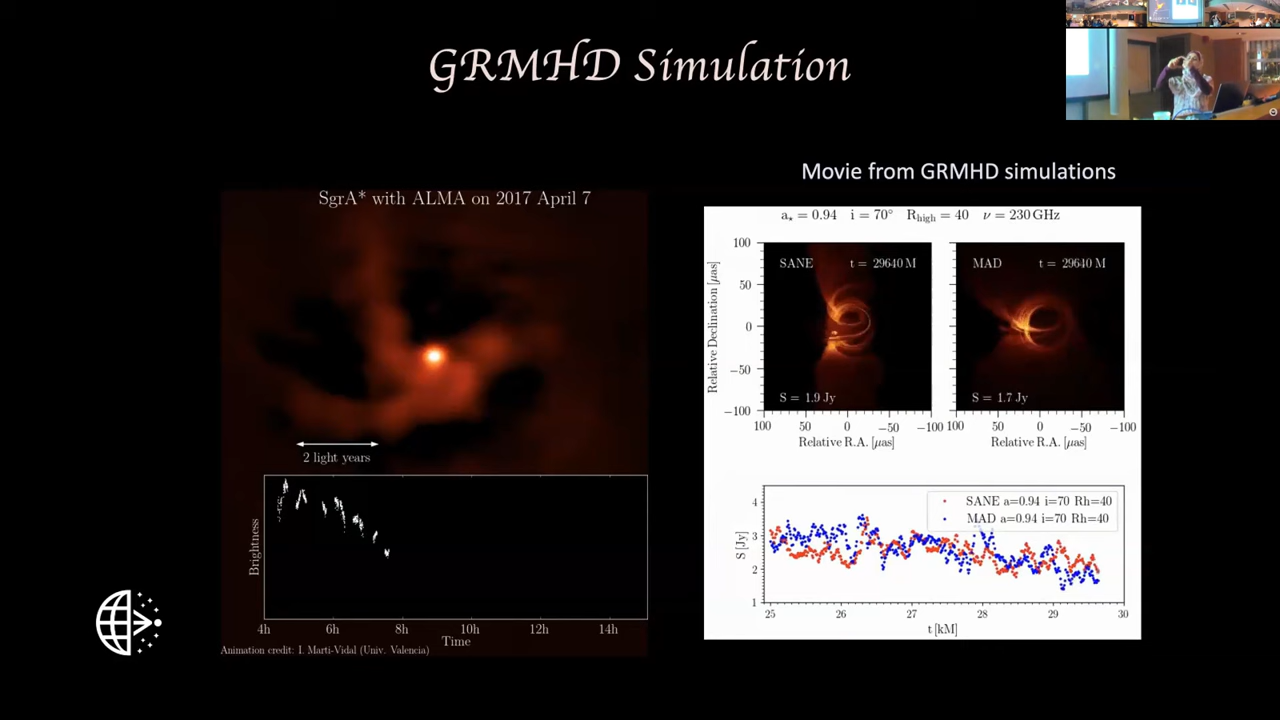 GRMHD Simulation
SgrA* with ALMA on 2017 April 7
2 light years
Brightness
4h 6h 8h 10h 12h 14h
Time
Animation credit: I. Marti-Vidal (Univ. Valencia)
Movie from GRMHD simulations
a⋆ = 0.94 i = 70° Rhigh = 40 ν = 230 GHz
Relative Declination [μas]
100
50
0
−50
−100
SANE t = 29640 M
S = 1.9 Jy
MAD t = 29640 M
S = 1.7 Jy
100 50 0 −50 −100 100 50 0 −50 −100
Relative R.A. [μas] Relative R.A. [μas]
SANE a=0.94 i=70 Rh=40
MAD a=0.94 i=70 Rh=40
S [Jy]
4
3
2
1
25 26 27 28 29 30
t [kM]